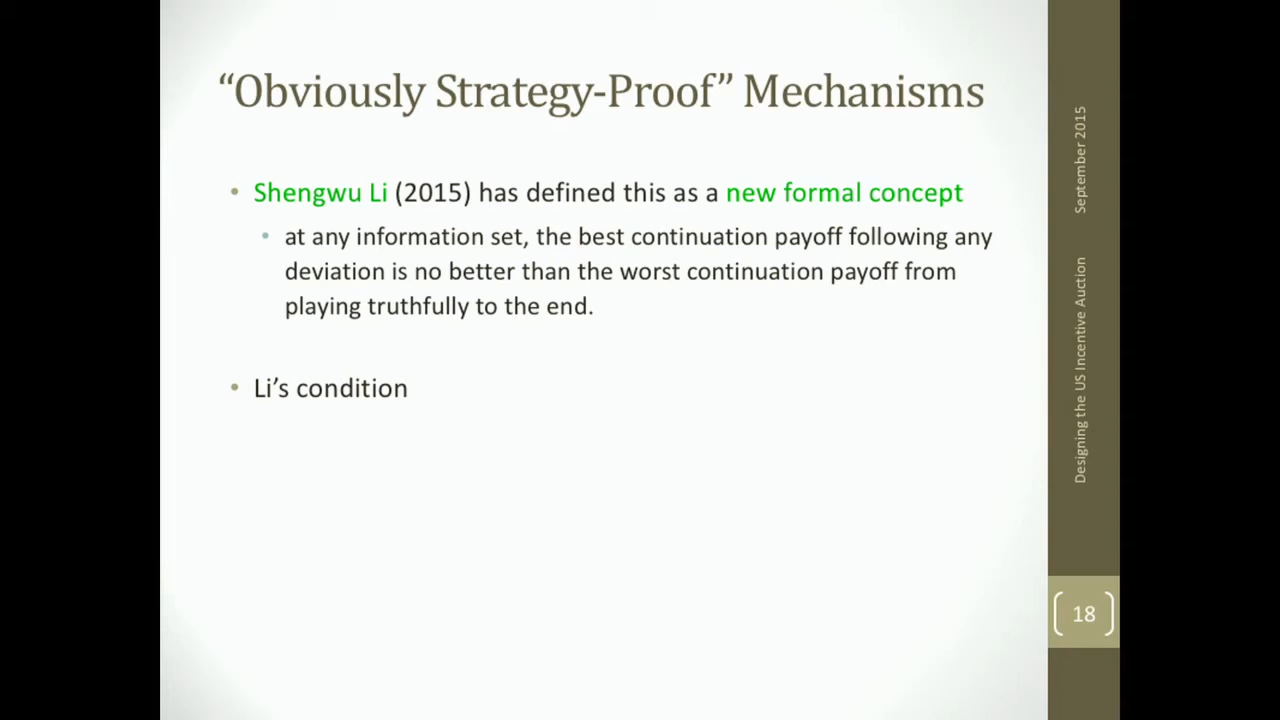 “Obviously Strategy-Proof” Mechanisms
• Shengwu Li (2015) has defined this as a new formal concept
• at any information set, the best continuation payoff following any
deviation is no better than the worst continuation payoff from
playing truthfully to the end.
• Li’s condition
September 2015
Designing the US Incentive Auction
18